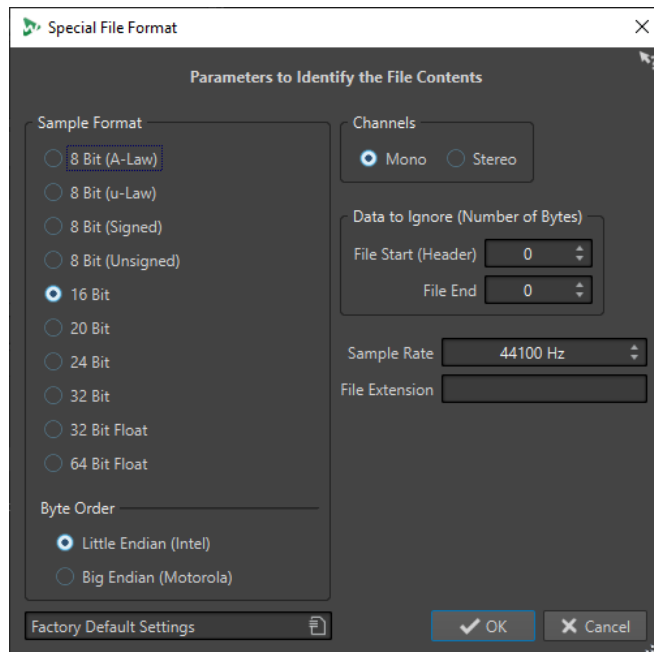 Special File Format
Parameters to Identify the File Contents
Sample Format
8 Bit (A-Law)
8 Bit (u-Law)
8 Bit (Signed)
8 Bit (Unsigned)
16 Bit
20 Bit
24 Bit
32 Bit
32 Bit Float
64 Bit Float
Byte Order
Little Endian (Intel)
Big Endian (Motorola)
Channels
Mono Stereo
Data to Ignore (Number of Bytes)
File Start (Header) 0
File End 0
Sample Rate 44100 Hz
File Extension
Factory Default Settings
OK Cancel